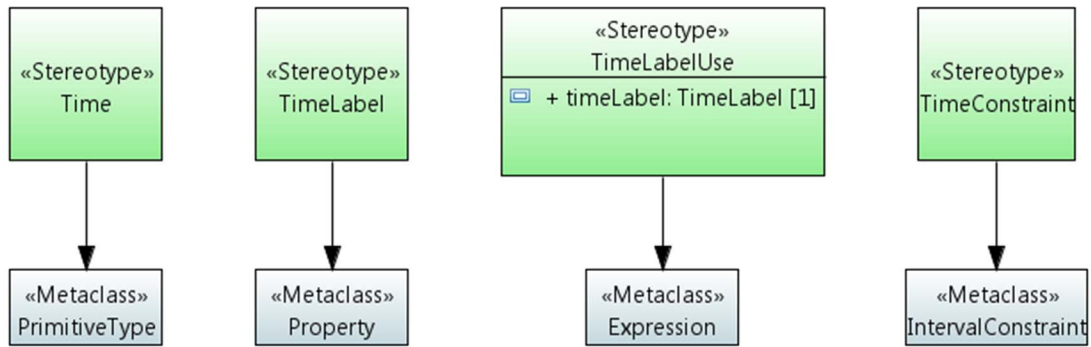 «Stereotype»
Time
«Stereotype»
TimeLabel
«Stereotype»
TimeLabelUse
+ timeLabel: TimeLabel [1]
«Stereotype»
TimeConstraint
«Metaclass»
PrimitiveType
«Metaclass»
Property
«Metaclass»
Expression
«Metaclass»
IntervalConstraint